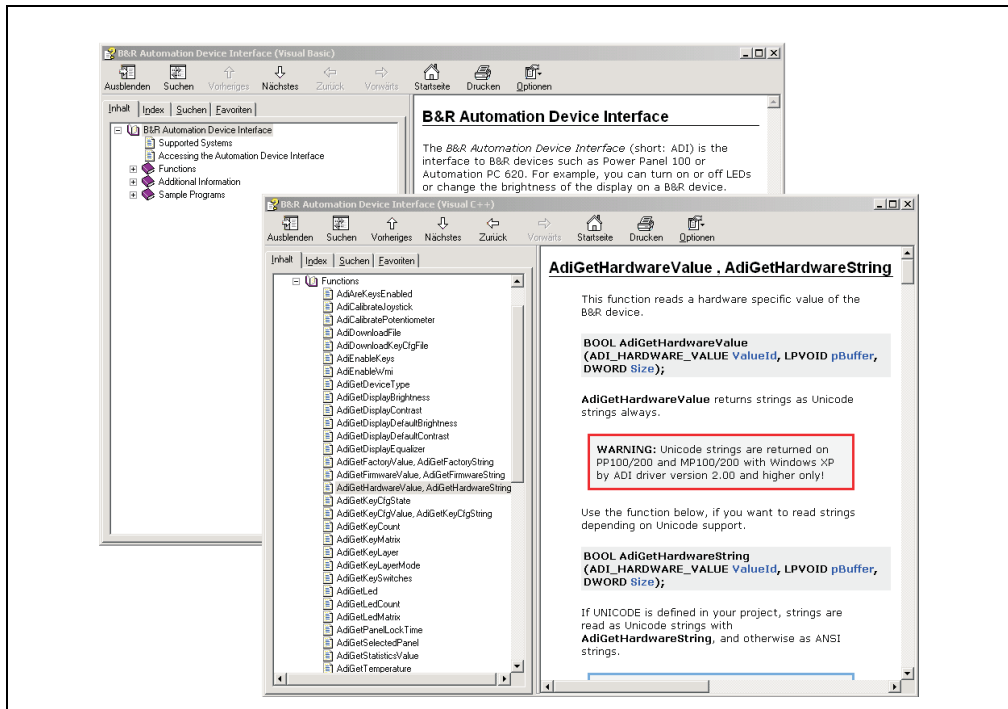 B&R Automation Device Interface (Visual Basic)
Ausblenden Suchen Vorheriges Nächstes Zurück Vorwärts Startseite Drucken Optionen
Inhalt Index Suchen Favoriten
B&R Automation Device Interface
Supported Systems
Accessing the Automation Device Interface
Functions
Additional Information
Sample Programs
B&R Automation Device Interface
The B&R Automation Device Interface (short: ADI) is the
interface to B&R devices such as Power Panel 100 or
Automation PC 620. For example, you can turn on or off LEDs
or change the brightness of the display on a B&R device.
B&R Automation Device Interface (Visual C++)
Ausblenden Suchen Vorheriges Nächstes Zurück Vorwärts Startseite Drucken Optionen
Inhalt Index Suchen Favoriten
Functions
AdiAreKeysEnabled
AdiCalibrateJoystick
AdiCalibratePotentiometer
AdiDownloadFile
AdiDownloadKeyCfgFile
AdiEnableKeys
AdiEnableWmi
AdiGetDeviceType
AdiGetDisplayBrightness
AdiGetDisplayContrast
AdiGetDisplayDefaultBrightness
AdiGetDisplayDefaultContrast
AdiGetDisplayEqualizer
AdiGetFactoryValue, AdiGetFactoryString
AdiGetFirmwareValue, AdiGetFirmwareString
AdiGetHardwareValue, AdiGetHardwareString
AdiGetKeyCfgState
AdiGetKeyCfgValue, AdiGetKeyCfgString
AdiGetKeyCount
AdiGetKeyMatrix
AdiGetKeyLayer
AdiGetKeyLayerMode
AdiGetKeySwitches
AdiGetLed
AdiGetLedCount
AdiGetLedMatrix
AdiGetPanelLockTime
AdiGetSelectedPanel
AdiGetStatisticsValue
AdiGetTemperature
AdiGetHardwareValue , AdiGetHardwareString
This function reads a hardware specific value of the
B&R device.
BOOL AdiGetHardwareValue
(ADI_HARDWARE_VALUE ValueId, LPVOID pBuffer,
DWORD Size);
AdiGetHardwareValue returns strings as Unicode
strings always.
WARNING: Unicode strings are returned on
PP100/200 and MP100/200 with Windows XP
by ADI driver version 2.00 and higher only!
Use the function below, if you want to read strings
depending on Unicode support.
BOOL AdiGetHardwareString
(ADI_HARDWARE_VALUE ValueId, LPVOID pBuffer,
DWORD Size);
If UNICODE is defined in your project, strings are
read as Unicode strings with
AdiGetHardwareString, and otherwise as ANSI
strings.